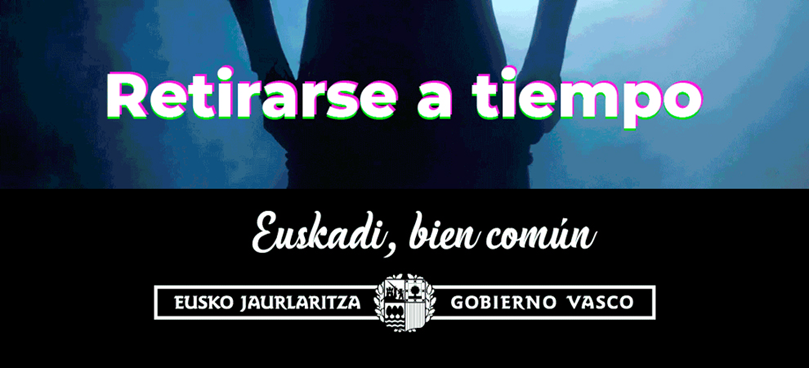 Retirarse a tiempo
Euskadi, bien común
EUSKO JAURLARITZA GOBIERNO VASCO